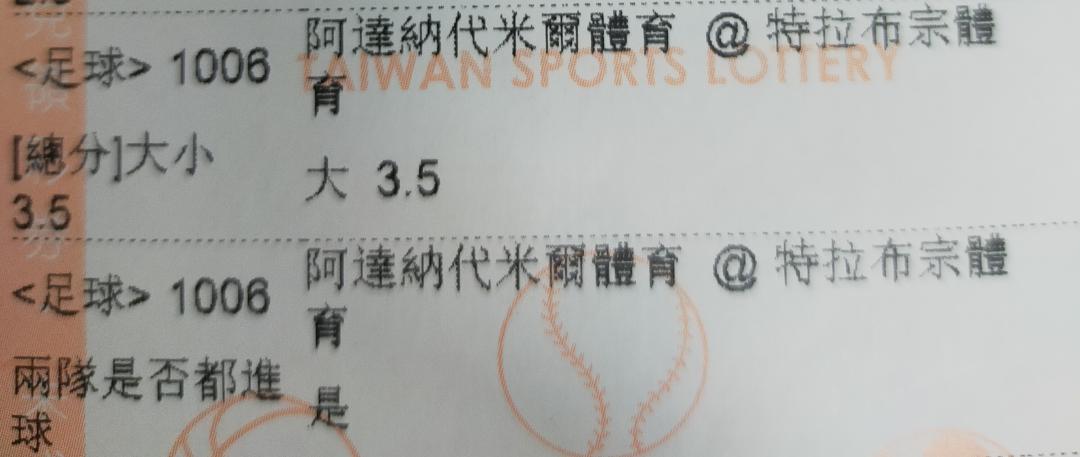 阿達納代米爾體育 @ 特拉布宗體
<足球> 1006
育
TAIWAN SPORTS LOTTERY
[總分]大小
大 3.5
3.5
阿達納代米爾體育 @ 特拉布宗體
<足球> 1006
育
兩隊是否都進
是
球